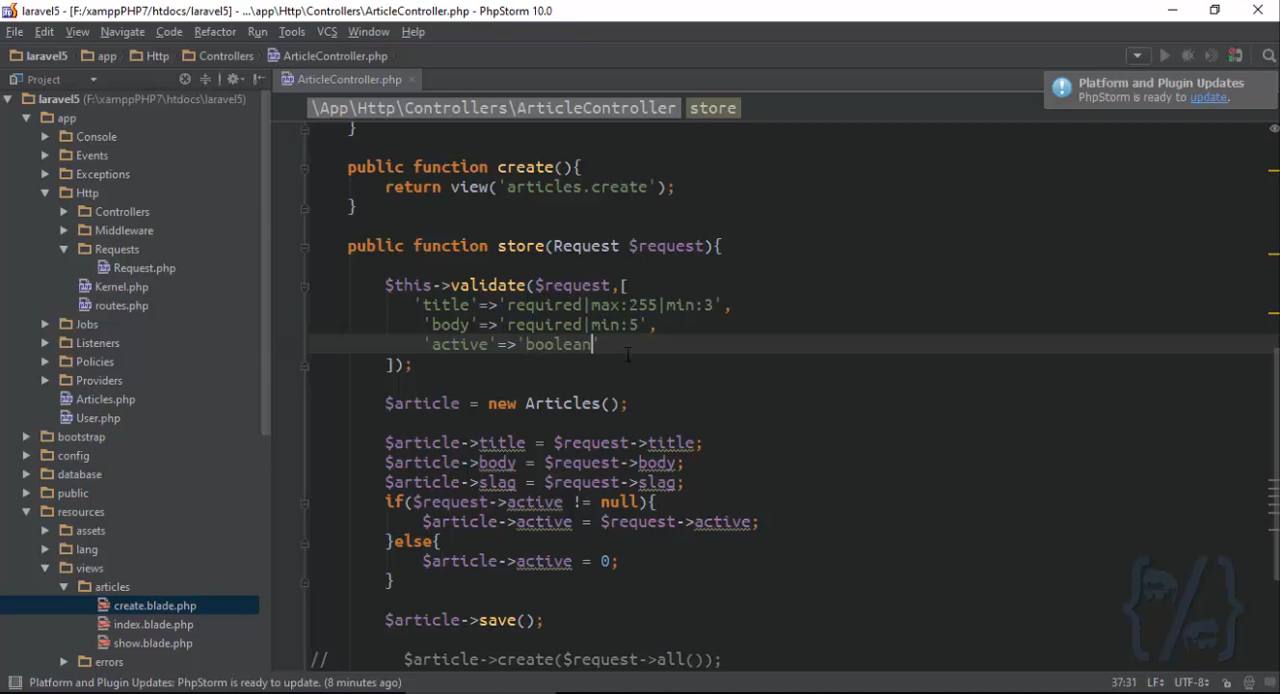 laravel5 - [F:/xamppPHP7/htdocs/laravel5] - ...\app\Http\Controllers\ArticleController.php - PhpStorm 10.0
File Edit View Navigate Code Refactor Run Tools VCS Window Help
laravel5 app Http Controllers ArticleController.php
Project
ArticleController.php
Platform and Plugin Updates
PhpStorm is ready to update.
laravel5 (F:/xamppPHP7/htdocs/laravel5)
app
Console
Events
Exceptions
Http
Controllers
Middleware
Requests
Request.php
Kernel.php
routes.php
Jobs
Listeners
Policies
Providers
Articles.php
User.php
bootstrap
config
database
public
resources
assets
lang
views
articles
create.blade.php
index.blade.php
show.blade.php
errors
\App\Http\Controllers\ArticleController store
}
public function create(){
return view('articles.create');
}
public function store(Request $request){
$this->validate($request,[
'title'=>'required|max:255|min:3',
'body'=>'required|min:5',
'active'=>'boolean'
]);
$article = new Articles();
$article->title = $request->title;
$article->body = $request->body;
$article->slag = $request->slag;
if($request->active != null){
$article->active = $request->active;
}else{
$article->active = 0;
}
$article->save();
// $article->create($request->all());
Platform and Plugin Updates: PhpStorm is ready to update. (8 minutes ago)
37:31 LF÷ UTF-8÷
{/}